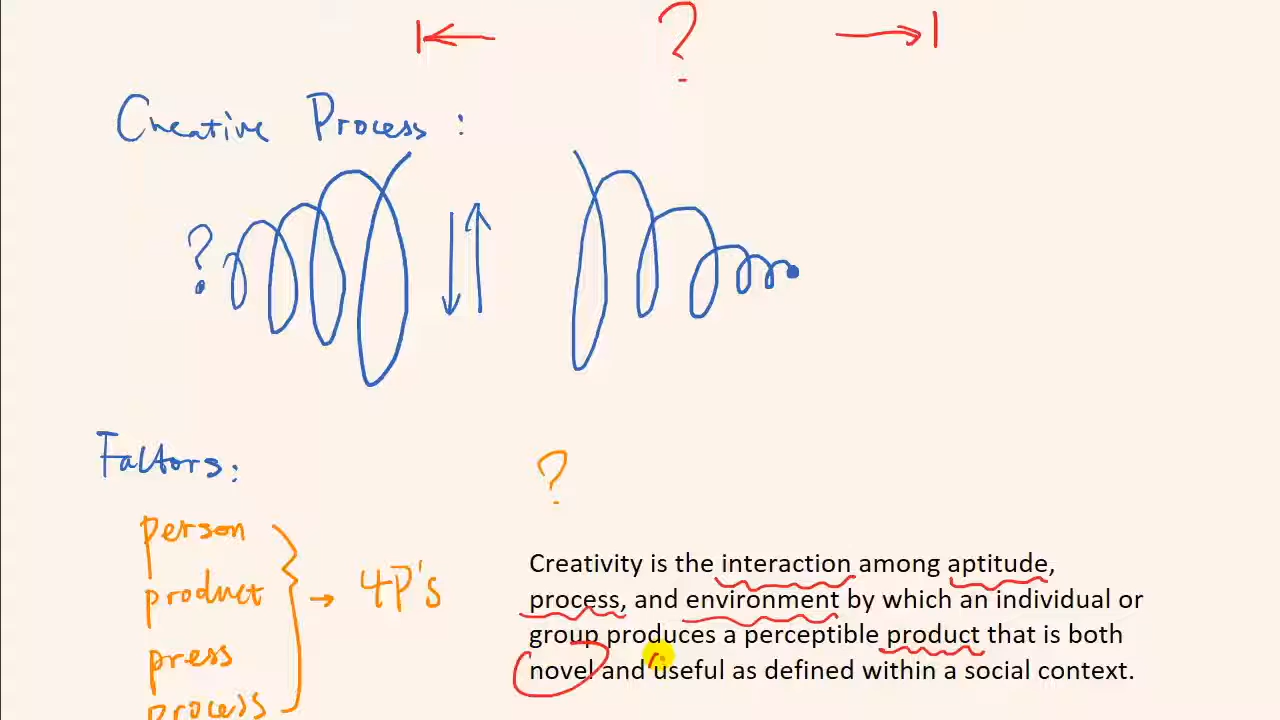 ?
Creative Process :
?
Factors:
?
person
product
press
process
→ 4P's
Creativity is the interaction among aptitude,
process, and environment by which an individual or
group produces a perceptible product that is both
novel and useful as defined within a social context.